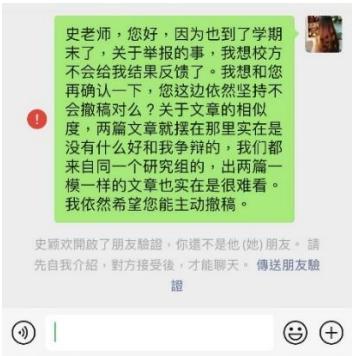 史老师，您好，因为也到了学期
末了，关于举报的事，我想校方
不会给我结果反馈了。我想和您
再确认一下，您这边依然坚持不
会撤稿对么？关于文章的相似
度，两篇文章就摆在那里实在是
没有什么好和我争辩的，我们都
来自同一个研究组的，出两篇一
模一样的文章也实在是很难看。
我依然希望您能主动撤稿。
史颖欢開啟了朋友驗證，你還不是他(她)朋友。請
先自我介紹，對方接受後，才能聊天。傳送朋友驗
證